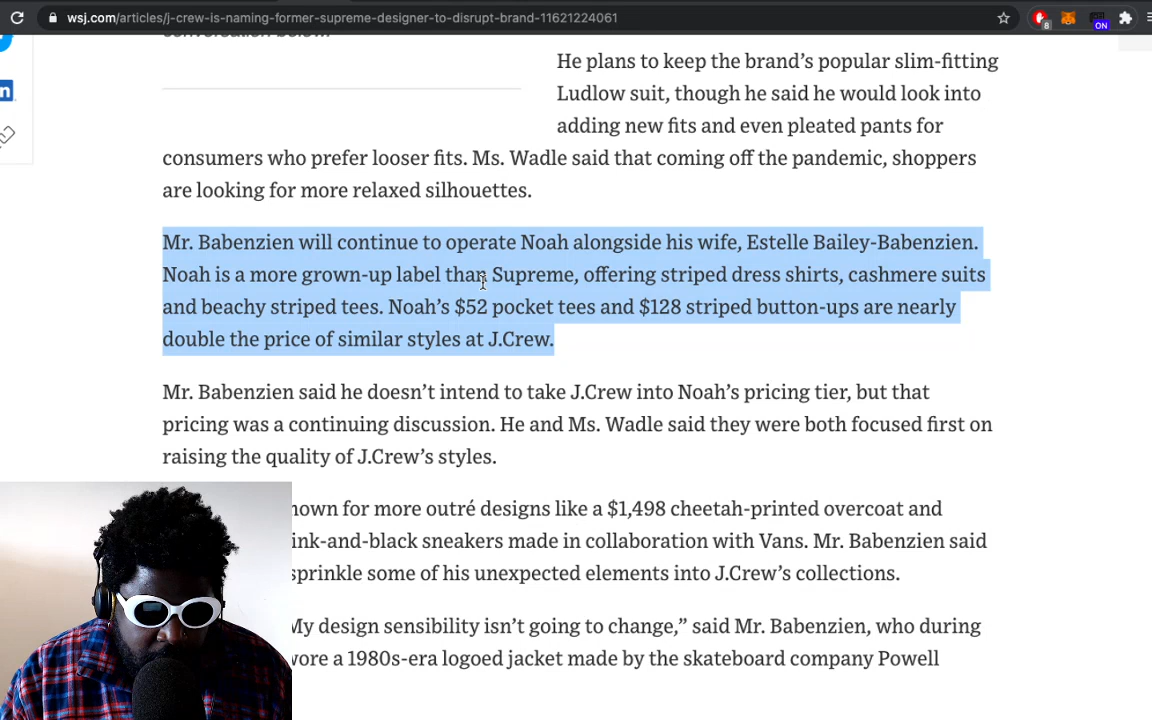 wsj.com/articles/j-crew-is-naming-former-supreme-designer-to-disrupt-brand-11621224061
8
ON
He plans to keep the brand’s popular slim-fitting
Ludlow suit, though he said he would look into
adding new fits and even pleated pants for
consumers who prefer looser fits. Ms. Wadle said that coming off the pandemic, shoppers
are looking for more relaxed silhouettes.
Mr. Babenzien will continue to operate Noah alongside his wife, Estelle Bailey-Babenzien.
Noah is a more grown-up label than Supreme, offering striped dress shirts, cashmere suits
and beachy striped tees. Noah’s $52 pocket tees and $128 striped button-ups are nearly
double the price of similar styles at J.Crew.
Mr. Babenzien said he doesn’t intend to take J.Crew into Noah’s pricing tier, but that
pricing was a continuing discussion. He and Ms. Wadle said they were both focused first on
raising the quality of J.Crew’s styles.
nown for more outré designs like a $1,498 cheetah-printed overcoat and
ink-and-black sneakers made in collaboration with Vans. Mr. Babenzien said
sprinkle some of his unexpected elements into J.Crew’s collections.
My design sensibility isn’t going to change,” said Mr. Babenzien, who during
wore a 1980s-era logoed jacket made by the skateboard company Powell